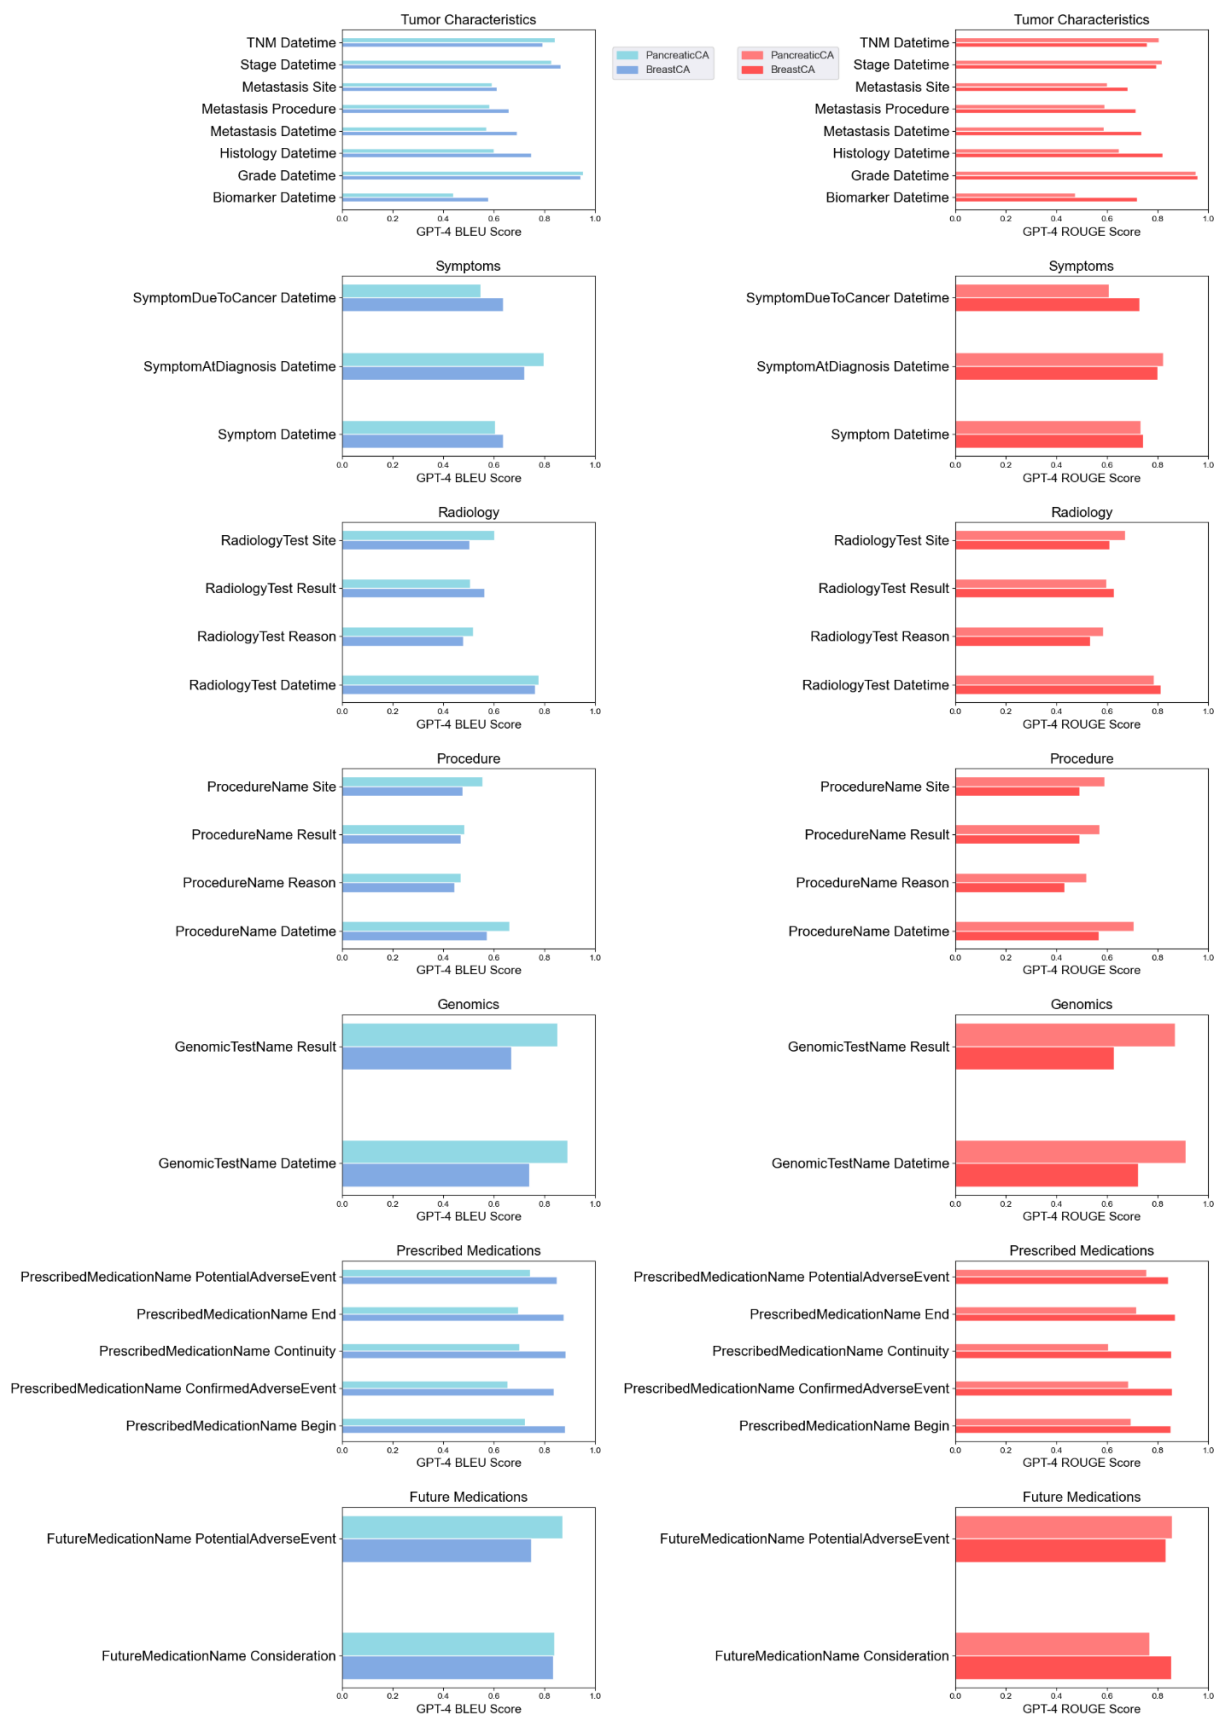 Tumor Characteristics
TNM Datetime
Stage Datetime
Metastasis Site
Metastasis Procedure
Metastasis Datetime
Histology Datetime
Grade Datetime
Biomarker Datetime
0.0 0.2 0.4 0.6 0.8 1.0
GPT-4 BLEU Score
PancreaticCA
BreastCA
PancreaticCA
BreastCA
Tumor Characteristics
TNM Datetime
Stage Datetime
Metastasis Site
Metastasis Procedure
Metastasis Datetime
Histology Datetime
Grade Datetime
Biomarker Datetime
0.0 0.2 0.4 0.6 0.8 1.0
GPT-4 ROUGE Score
Symptoms
SymptomDueToCancer Datetime
SymptomAtDiagnosis Datetime
Symptom Datetime
0.0 0.2 0.4 0.6 0.8 1.0
GPT-4 BLEU Score
Symptoms
SymptomDueToCancer Datetime
SymptomAtDiagnosis Datetime
Symptom Datetime
0.0 0.2 0.4 0.6 0.8 1.0
GPT-4 ROUGE Score
Radiology
RadiologyTest Site
RadiologyTest Result
RadiologyTest Reason
RadiologyTest Datetime
0.0 0.2 0.4 0.6 0.8 1.0
GPT-4 BLEU Score
Radiology
RadiologyTest Site
RadiologyTest Result
RadiologyTest Reason
RadiologyTest Datetime
0.0 0.2 0.4 0.6 0.8 1.0
GPT-4 ROUGE Score
Procedure
ProcedureName Site
ProcedureName Result
ProcedureName Reason
ProcedureName Datetime
0.0 0.2 0.4 0.6 0.8 1.0
GPT-4 BLEU Score
Procedure
ProcedureName Site
ProcedureName Result
ProcedureName Reason
ProcedureName Datetime
0.0 0.2 0.4 0.6 0.8 1.0
GPT-4 ROUGE Score
Genomics
GenomicTestName Result
GenomicTestName Datetime
0.0 0.2 0.4 0.6 0.8 1.0
GPT-4 BLEU Score
Genomics
GenomicTestName Result
GenomicTestName Datetime
0.0 0.2 0.4 0.6 0.8 1.0
GPT-4 ROUGE Score
Prescribed Medications
PrescribedMedicationName PotentialAdverseEvent
PrescribedMedicationName End
PrescribedMedicationName Continuity
PrescribedMedicationName ConfirmedAdverseEvent
PrescribedMedicationName Begin
0.0 0.2 0.4 0.6 0.8 1.0
GPT-4 BLEU Score
Prescribed Medications
PrescribedMedicationName PotentialAdverseEvent
PrescribedMedicationName End
PrescribedMedicationName Continuity
PrescribedMedicationName ConfirmedAdverseEvent
PrescribedMedicationName Begin
0.0 0.2 0.4 0.6 0.8 1.0
GPT-4 ROUGE Score
Future Medications
FutureMedicationName PotentialAdverseEvent
FutureMedicationName Consideration
0.0 0.2 0.4 0.6 0.8 1.0
GPT-4 BLEU Score
Future Medications
FutureMedicationName PotentialAdverseEvent
FutureMedicationName Consideration
0.0 0.2 0.4 0.6 0.8 1.0
GPT-4 ROUGE Score